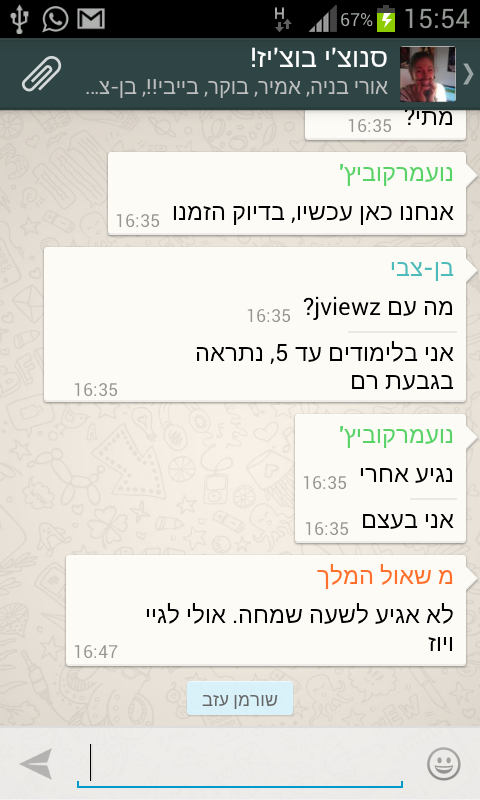 H
67%
15:54
סנוצ'י בוצ'יז!
אורי בניה, אמיר, בוקר, בייבי!!, בן-צ...
מתי?
16:35
נועמרקוביץ'
אנחנו כאן עכשיו, בדיוק הזמנו
16:35
בן-צבי
מה עם jviewz?
16:35
אני בלימודים עד 5, נתראה
בגבעת רם
16:35
נועמרקוביץ'
נגיע אחרי
16:35
אני בעצם
16:35
מ שאול המלך
לא אגיע לשעה שמחה. אולי לגיי
ויוז
16:47
שורמן עזב